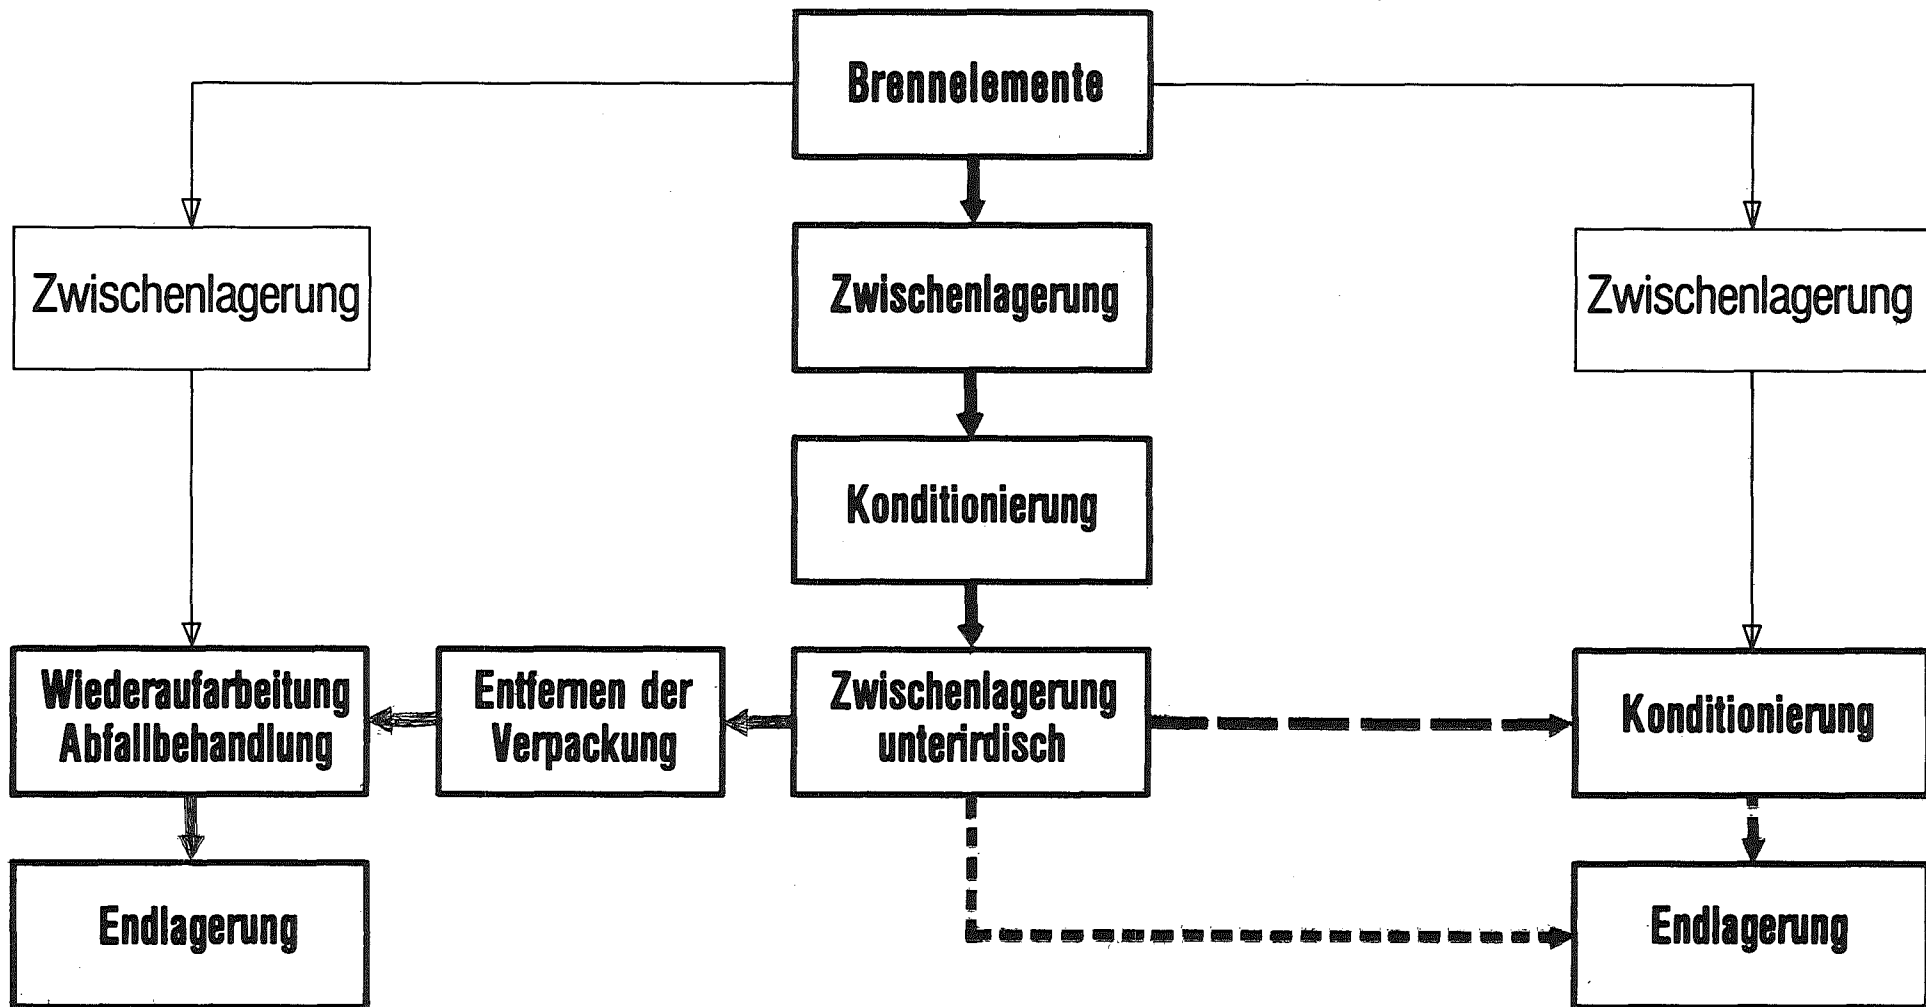 Brennelemente
Zwischenlagerung
Zwischenlagerung
Zwischenlagerung
Konditionierung
Wiederaufarbeitung
Abfallbehandlung
Entfernen der
Verpackung
Zwischenlagerung
unterirdisch
Konditionierung
Endlagerung
Endlagerung